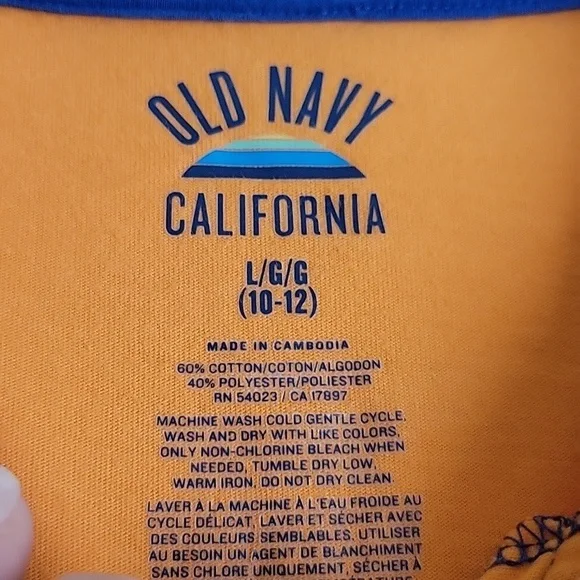 OLD NAVY
CALIFORNIA
L/G/G
(10-12)
MADE IN CAMBODIA
60% COTTON/COTON/ALGODON
40% POLYESTER/POLIESTER
RN 54023 / CA 17897
MACHINE WASH COLD GENTLE CYCLE.
WASH AND DRY WITH LIKE COLORS,
ONLY NON-CHLORINE BLEACH WHEN
NEEDED, TUMBLE DRY LOW,
WARM IRON, DO NOT DRY CLEAN.
LAVER À LA MACHINE À L'EAU FROIDE AU
CYCLE DÉLICAT, LAVER ET SÉCHER AVEC
DES COULEURS SEMBLABLES, UTILISER
AU BESOIN UN AGENT DE BLANCHIMENT
SANS CHLORE UNIQUEMENT, SÉCHER À